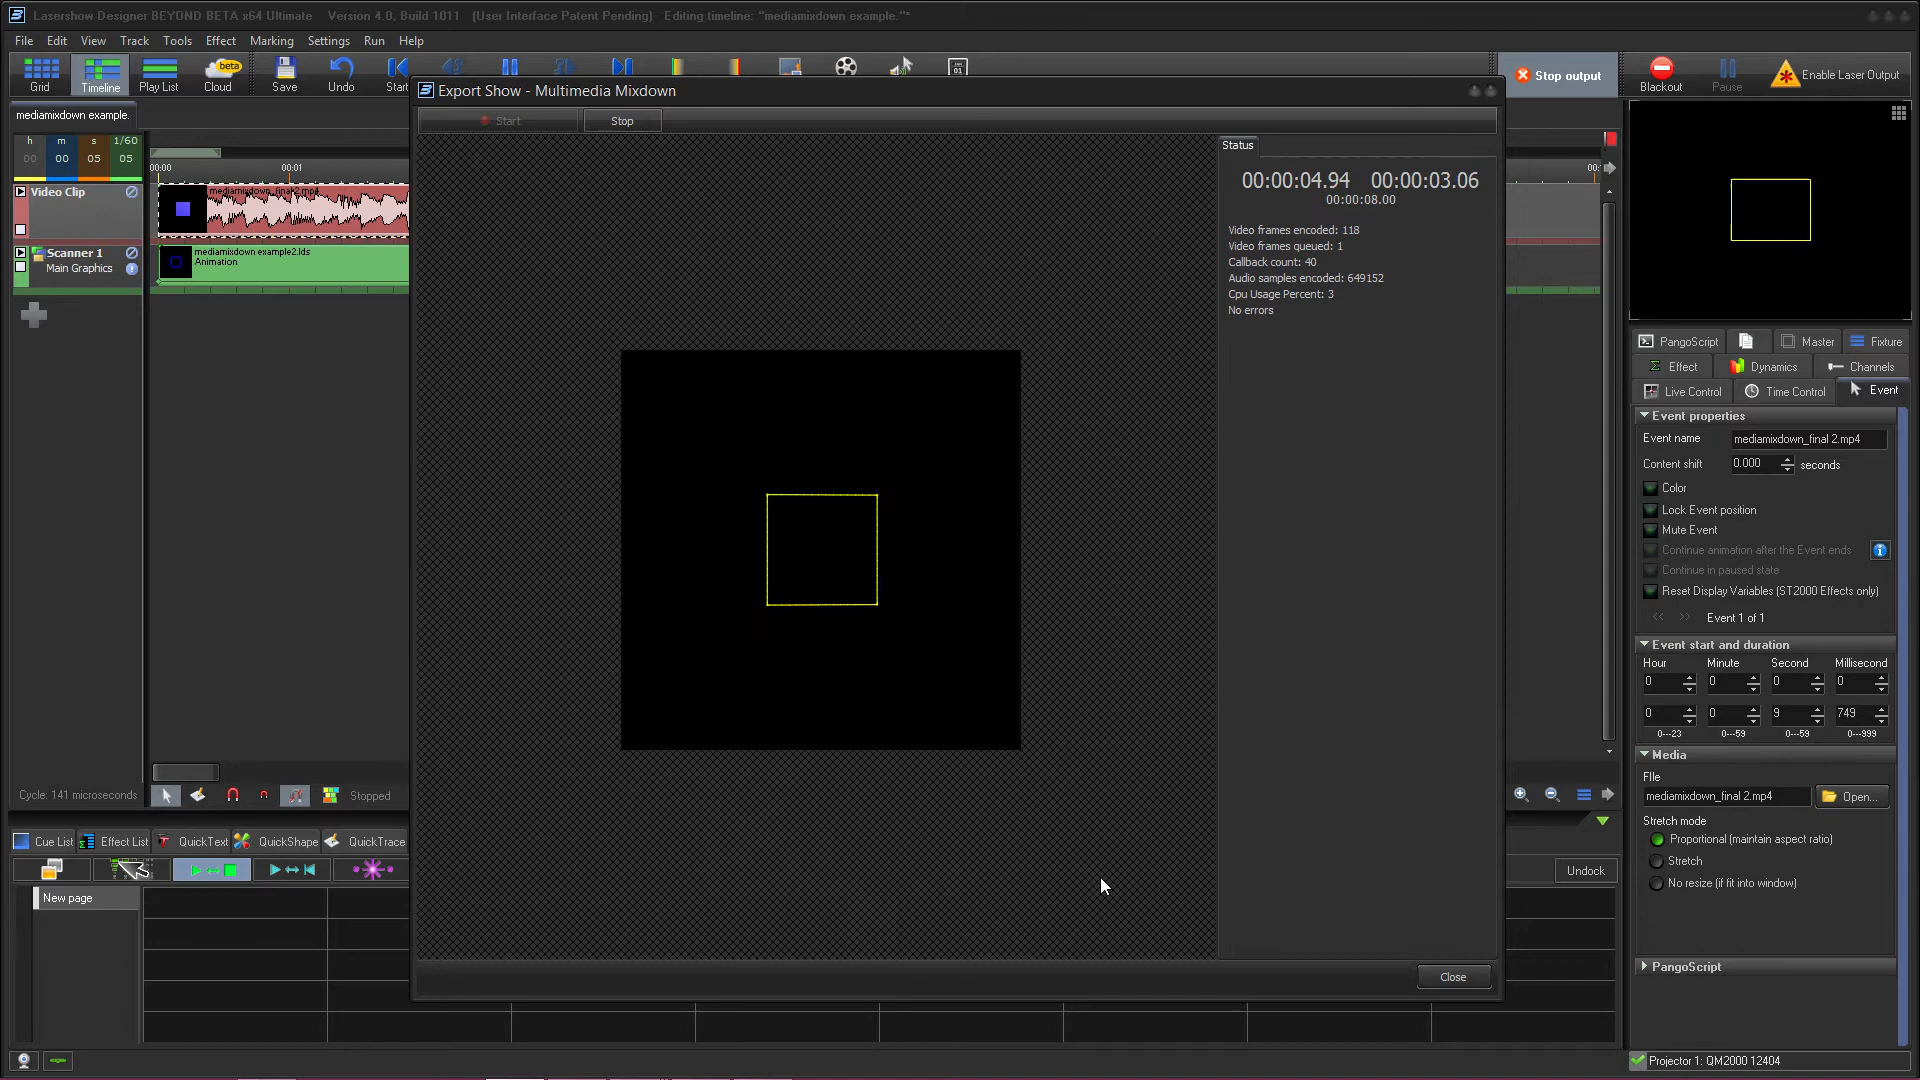 Lasershow Designer BEYOND BETA x64 Ultimate Version 4.0, Build 1011 (User Interface Patent Pending) Editing timeline: "mediamixdown example."*
File Edit View Track Tools Effect Marking Settings Run Help
beta
01
Grid Timeline Play List Cloud Save Undo Start
Stop output
Blackout Pause Enable Laser Output
mediamixdown example.
Export Show - Multimedia Mixdown
Start Stop
h m s 1/60
00 00 05 05
00:00 00:01
Video Clip
mediamixdown_final 2.mp4
Scanner 1
Main Graphics
mediamixdown example2.lds
Animation
Status
00:00:04.94 00:00:03.06
00:00:08.00
Video frames encoded: 118
Video frames queued: 1
Callback count: 40
Audio samples encoded: 649152
Cpu Usage Percent: 3
No errors
Close
PangoScript Master Fixture
Effect Dynamics Channels
Live Control Time Control Event
Event properties
Event name mediamixdown_final 2.mp4
Content shift 0.000 seconds
Color
Lock Event position
Mute Event
Continue animation after the Event ends
Continue in paused state
Reset Display Variables (ST2000 Effects only)
<< >> Event 1 of 1
Event start and duration
Hour Minute Second Millisecond
0 0 0 0
0 0 9 749
0---23 0---59 0---59 0---999
Media
FIle
mediamixdown_final 2.mp4 Open...
Stretch mode
Proportional (maintain aspect ratio)
Stretch
No resize (if fit into window)
PangoScript
Cycle: 141 microseconds Stopped
Cue List Effect List QuickText QuickShape QuickTrace
Undock
New page
Projector 1: QM2000 12404